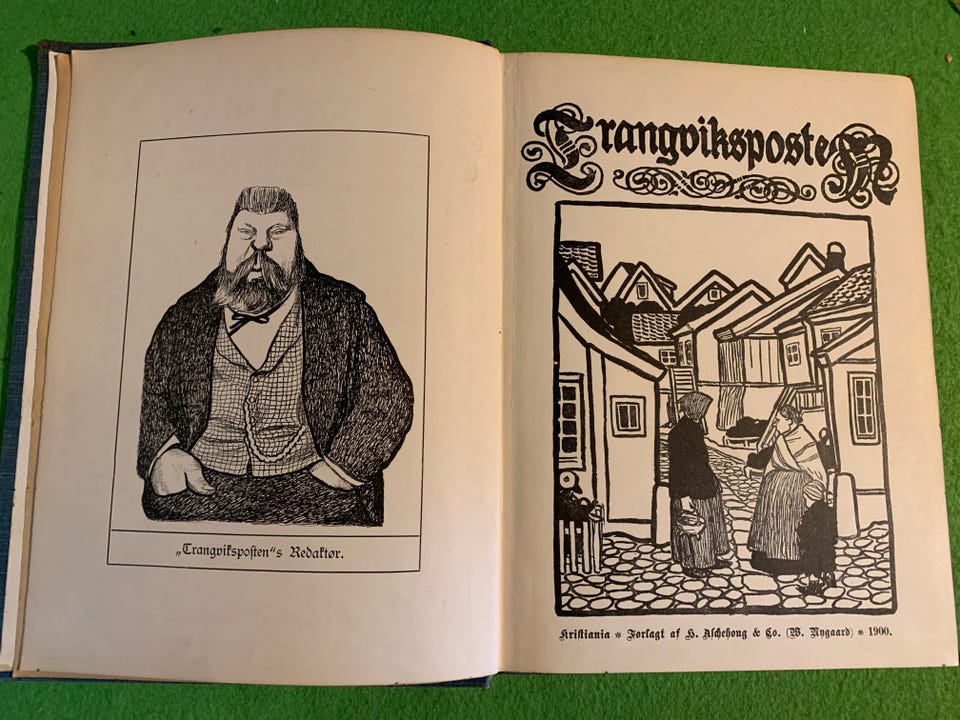 „Trangviksposten“s Redaktør.
Trangviksposten
Kristiania * Forlagt af H. Aschehoug & Co. (W. Nygaard) * 1900.